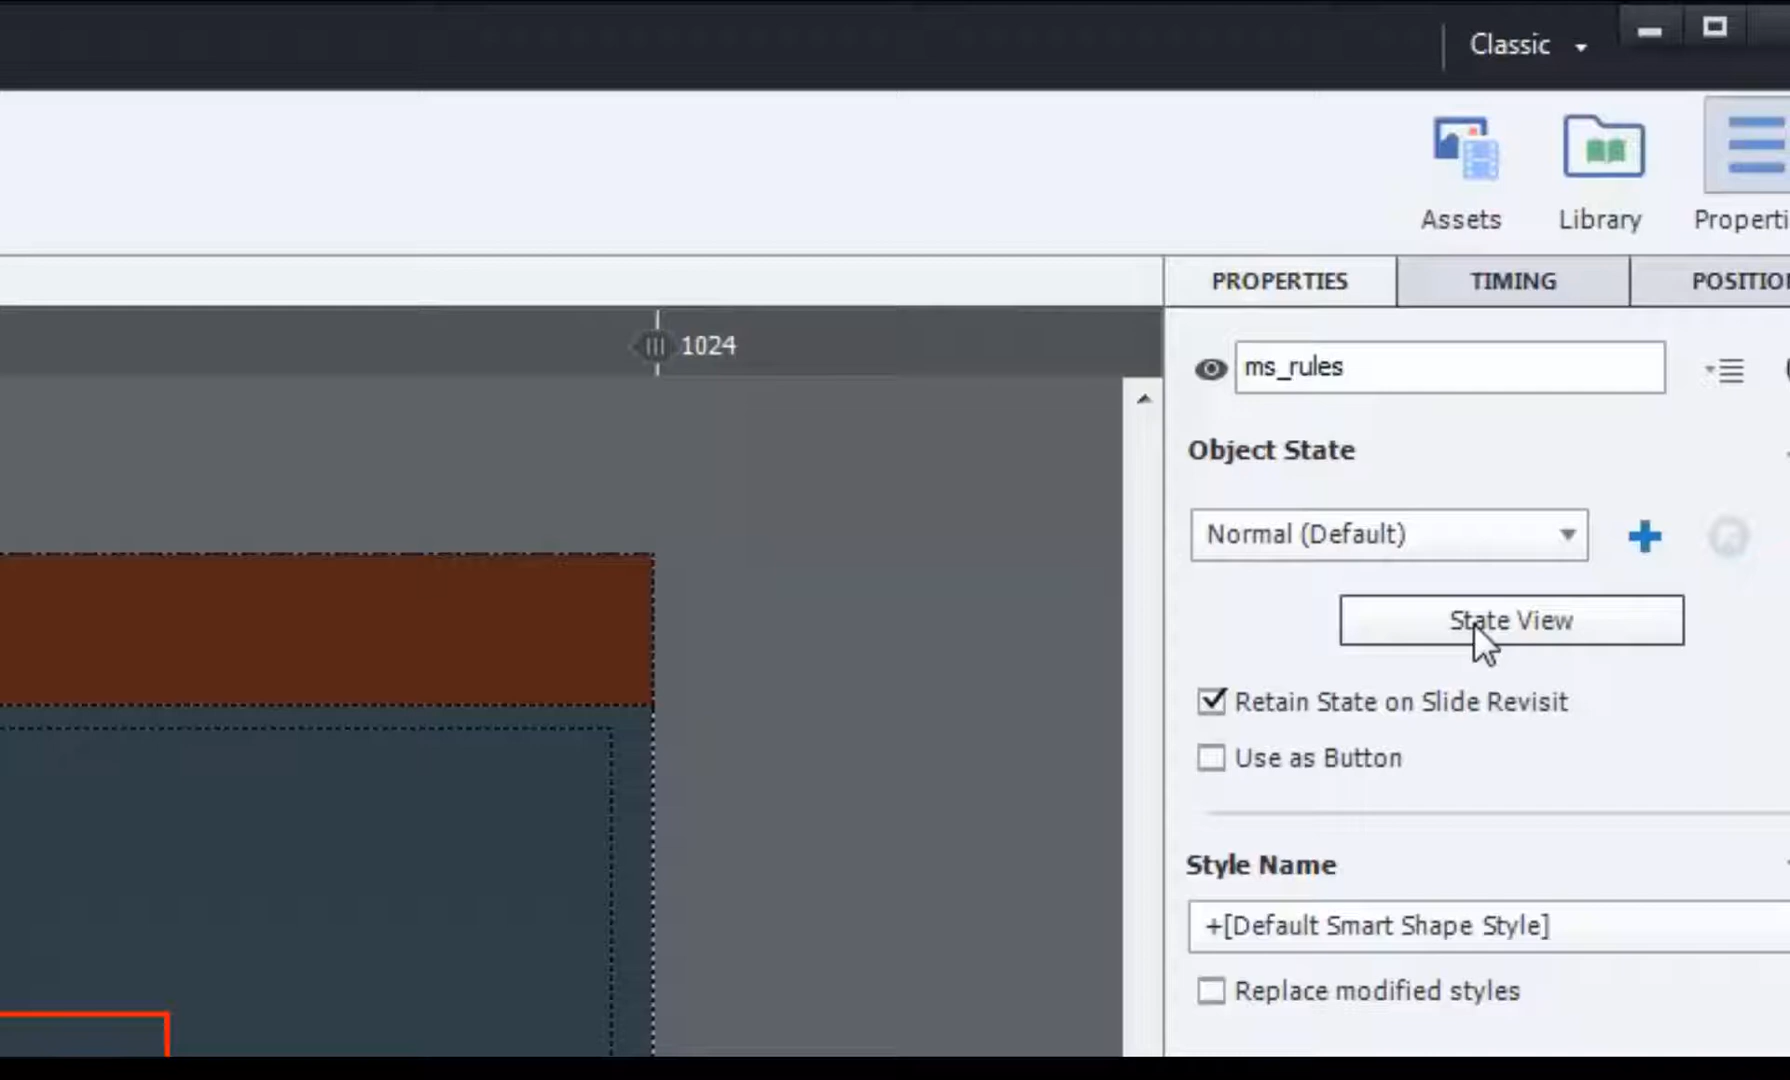 Classic
Assets
Library
Properti
PROPERTIES
TIMING
POSITIO
1024
ms_rules
Object State
Normal (Default)
State View
Retain State on Slide Revisit
Use as Button
Style Name
+[Default Smart Shape Style]
Replace modified styles